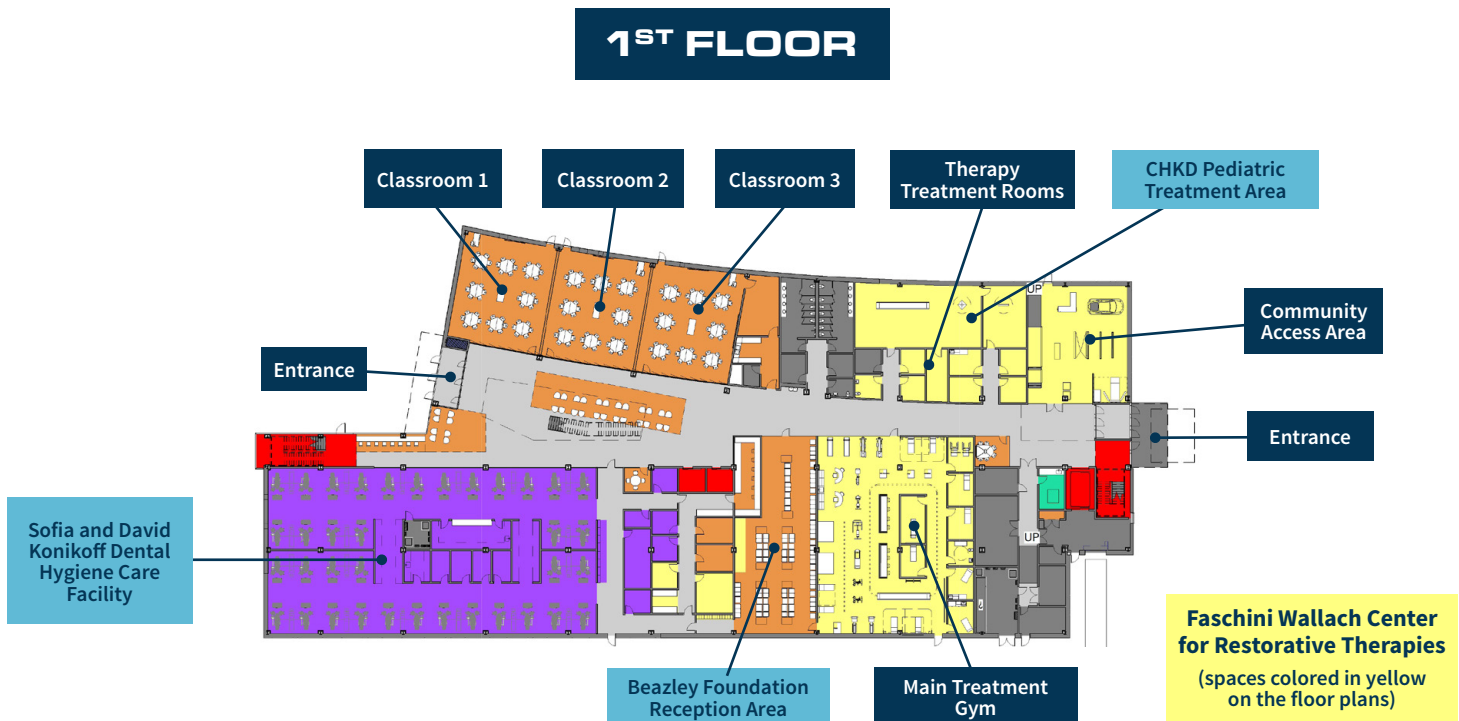 1ST FLOOR
Classroom 1
Classroom 2
Classroom 3
Therapy
Treatment Rooms
CHKD Pediatric
Treatment Area
UP
Community
Access Area
Entrance
Entrance
UP
Sofia and David
Konikoff Dental
Hygiene Care
Facility
Beazley Foundation
Reception Area
Main Treatment
Gym
Faschini Wallach Center
for Restorative Therapies
(spaces colored in yellow
on the floor plans)